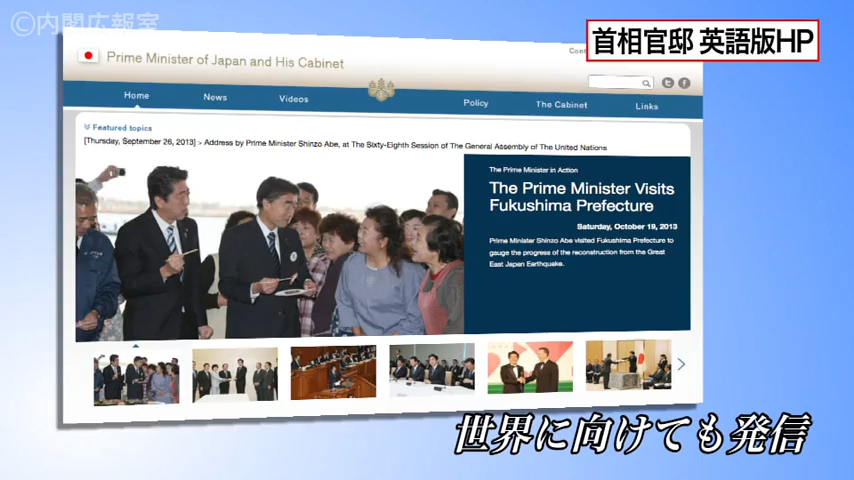 ©内閣広報室
首相官邸 英語版HP
Prime Minister of Japan and His Cabinet
Home
News
Videos
Policy
The Cabinet
Links
Featured topics
[Thursday, September 26, 2013] > Address by Prime Minister Shinzo Abe, at The Sixty-Eighth Session of The General Assembly of The United Nations
The Prime Minister in Action
The Prime Minister Visits
Fukushima Prefecture
Saturday, October 19, 2013
Prime Minister Shinzo Abe visited Fukushima Prefecture to
gauge the progress of the reconstruction from the Great
East Japan Earthquake.
世界に向けても発信